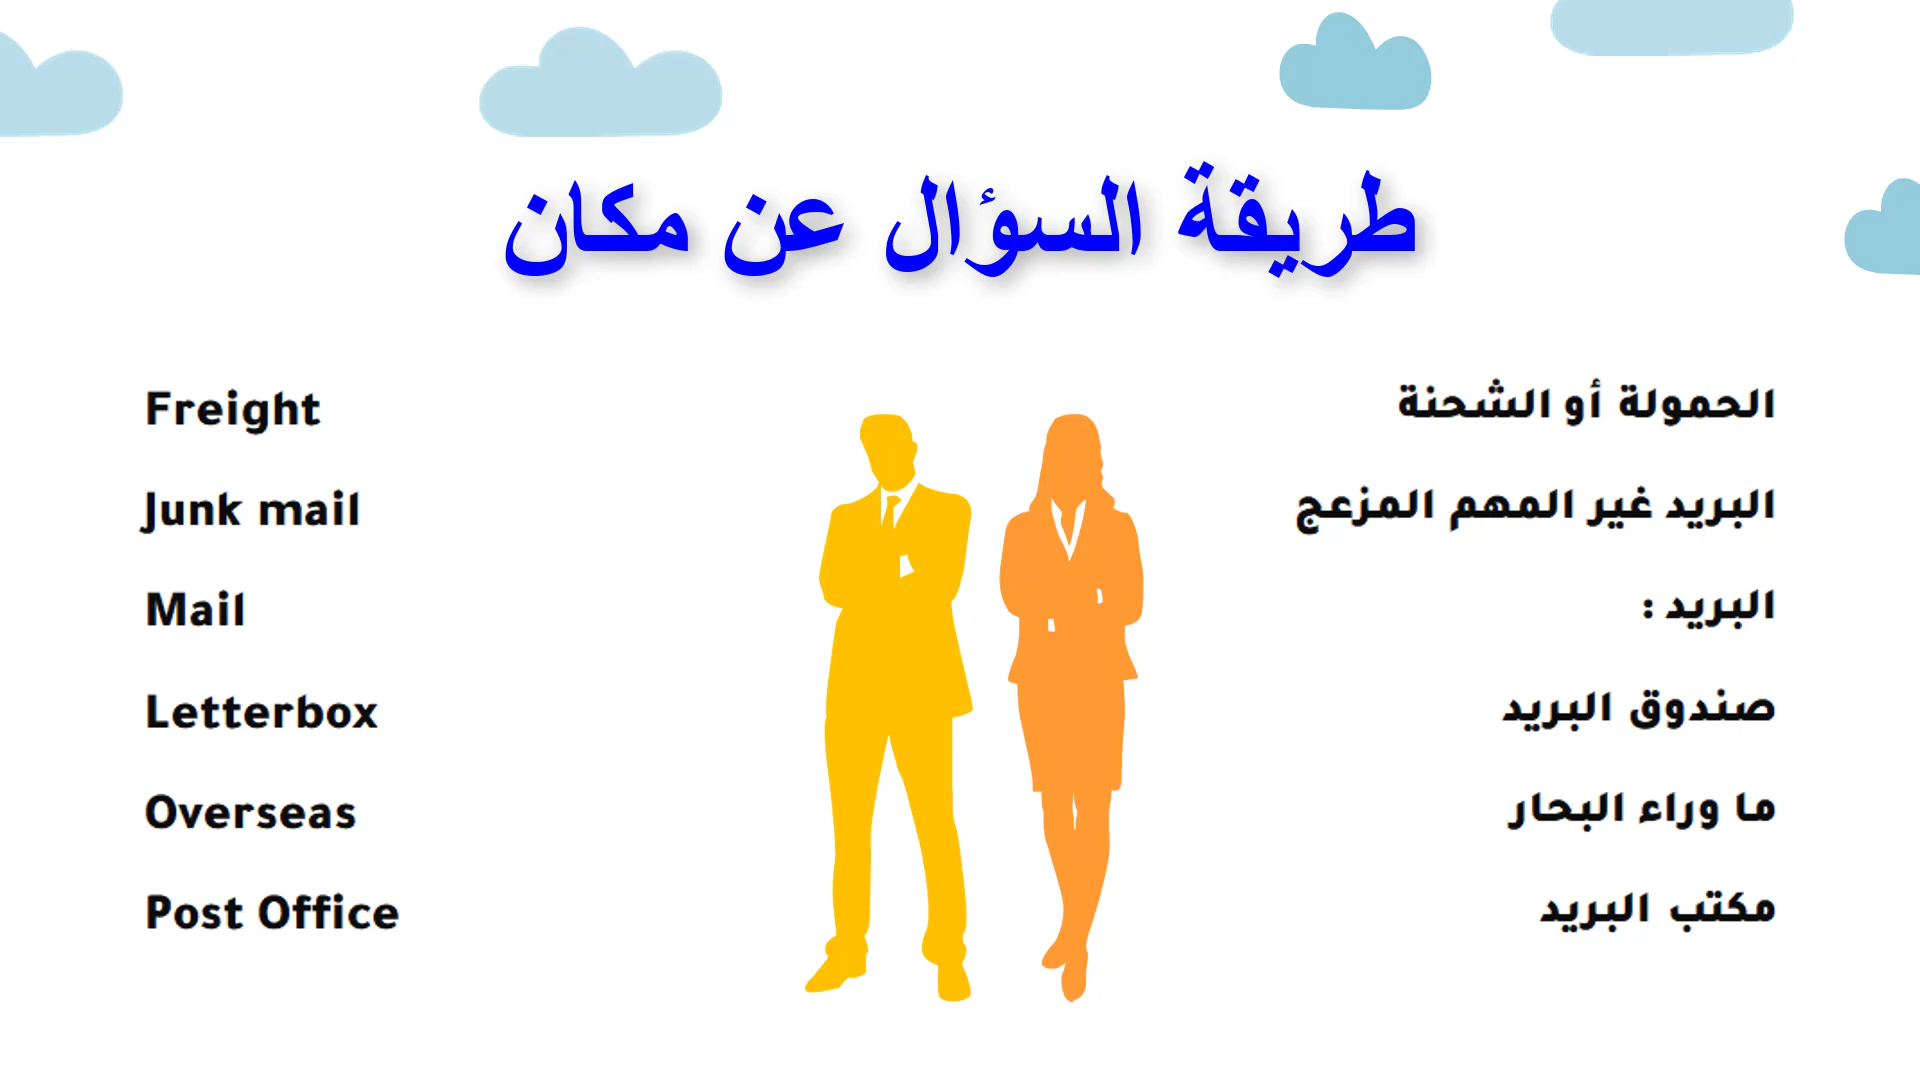 طريقة السؤال عن مكان
Freight الحمولة أو الشحنة
Junk mail البريد غير المهم المزعج
Mail البريد :
Letterbox صندوق البريد
Overseas ما وراء البحار
Post Office مكتب البريد